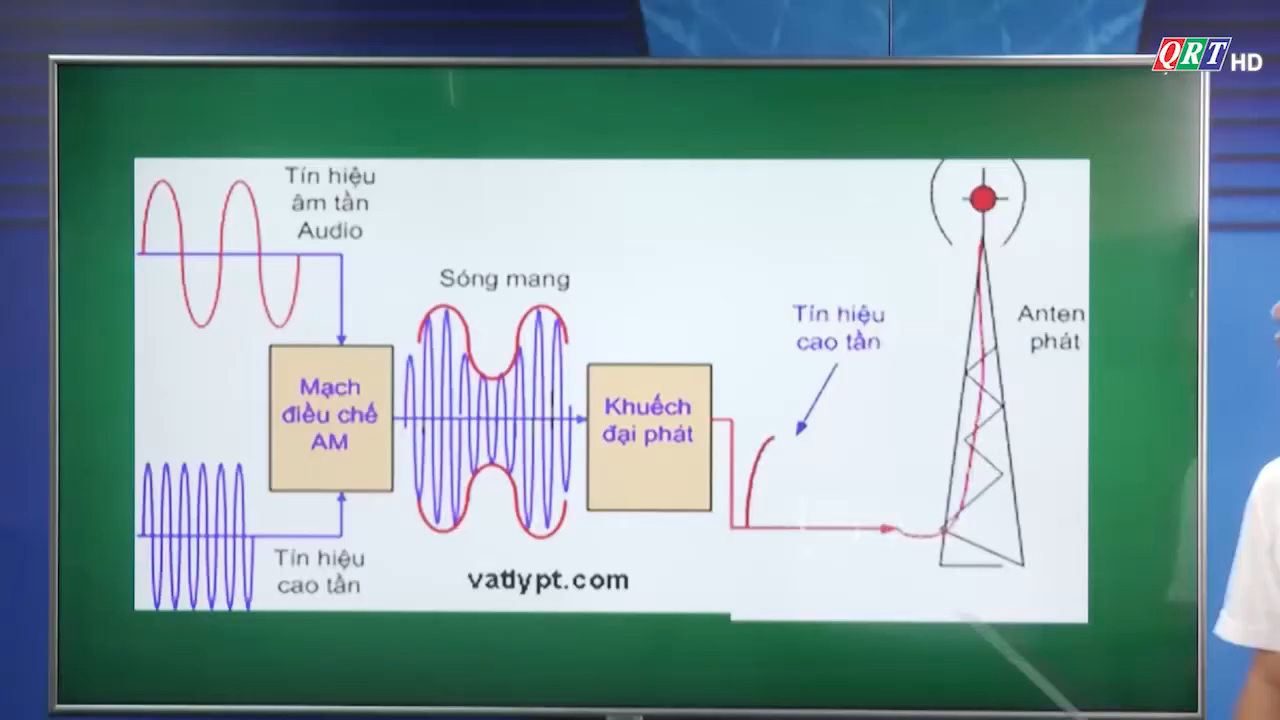 QRT HD
Tín hiệu
âm tần
Audio
Sóng mang
Tín hiệu
cao tần
Anten
phát
Mạch
điều chế
AM
Khuếch
đại phát
Tín hiệu
cao tần
vatlypt.com